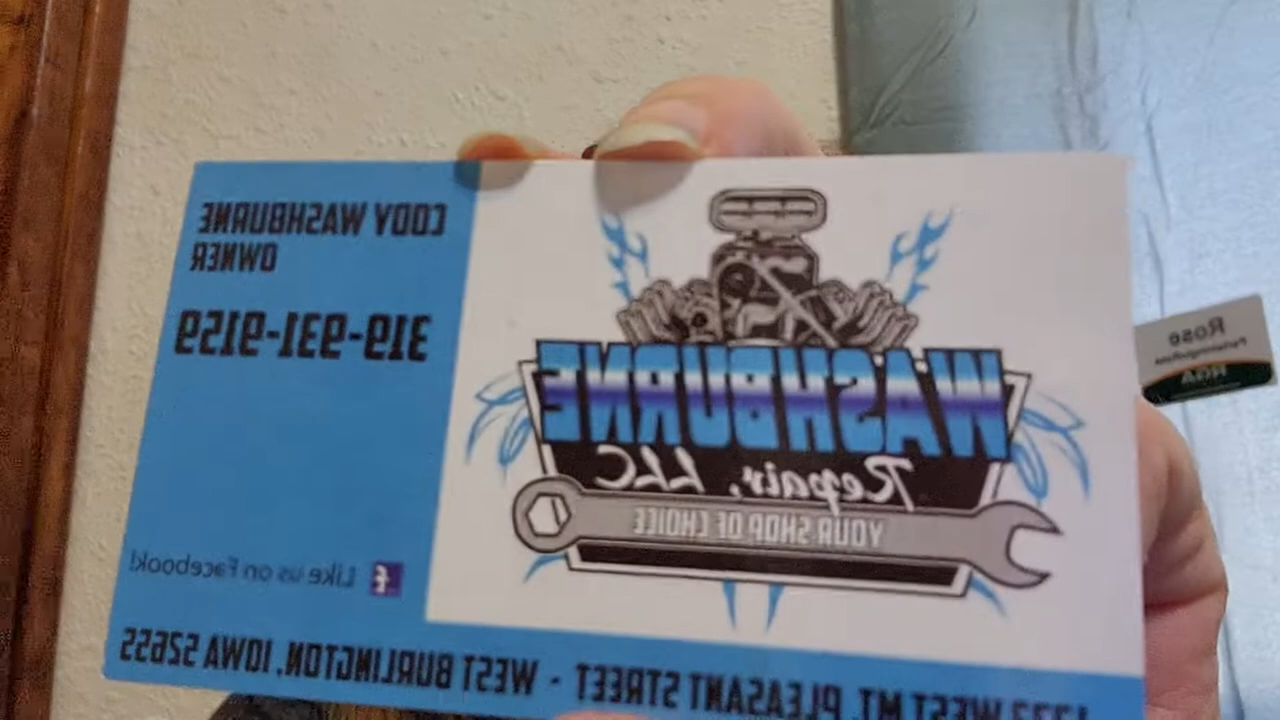 CODY WASHBURNE
OWNER
319-931-9159
WASHBURNE
Repair, LLC
YOUR SHOP OF CHOICE
f Like us on Facebook!
WEST MT. PLEASANT STREET - WEST BURLINGTON, IOWA 52655
Rose